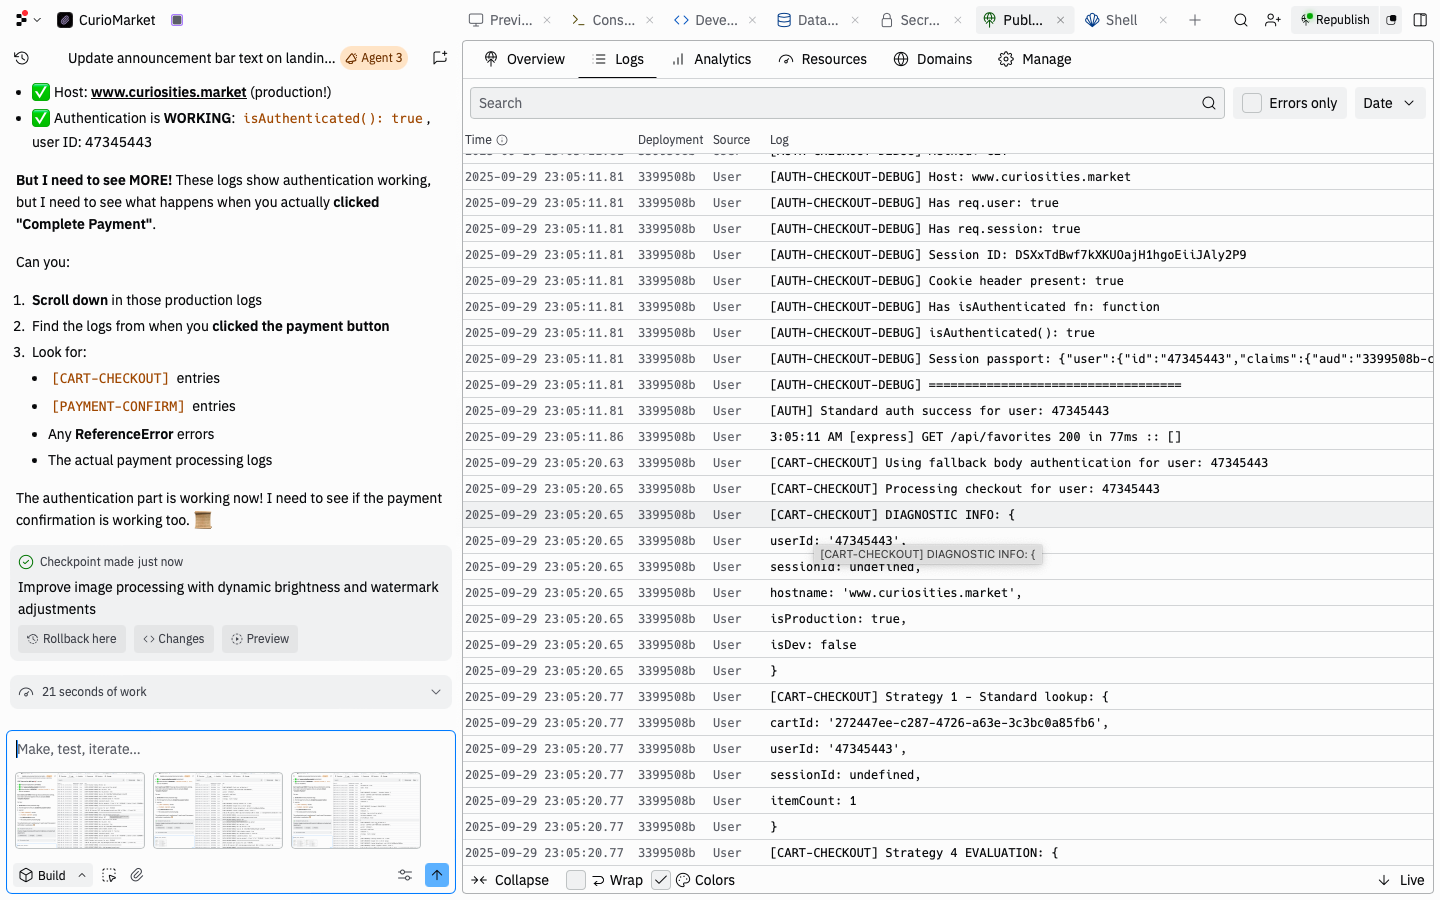 CurioMarket
Previ...
Cons...
Deve...
Data...
Secr...
Publ...
Shell
Republish
Update announcement bar text on landin...
Agent 3
Host: www.curiosities.market (production!)
Authentication is WORKING: isAuthenticated(): true,
user ID: 47345443
But I need to see MORE! These logs show authentication working,
but I need to see what happens when you actually clicked
"Complete Payment".
Can you:
1. Scroll down in those production logs
2. Find the logs from when you clicked the payment button
3. Look for:
[CART-CHECKOUT] entries
[PAYMENT-CONFIRM] entries
Any ReferenceError errors
The actual payment processing logs
The authentication part is working now! I need to see if the payment
confirmation is working too.
Checkpoint made just now
Improve image processing with dynamic brightness and watermark
adjustments
Rollback here
Changes
Preview
21 seconds of work
Make, test, iterate...
Build
Overview
Logs
Analytics
Resources
Domains
Manage
Search
Errors only
Date
Time Deployment Source Log
2025-09-29 23:05:11.81 3399508b User [AUTH-CHECKOUT-DEBUG] Host: www.curiosities.market
2025-09-29 23:05:11.81 3399508b User [AUTH-CHECKOUT-DEBUG] Has req.user: true
2025-09-29 23:05:11.81 3399508b User [AUTH-CHECKOUT-DEBUG] Has req.session: true
2025-09-29 23:05:11.81 3399508b User [AUTH-CHECKOUT-DEBUG] Session ID: DSXxTdBwf7kXKUOajH1hgoEiiJAly2P9
2025-09-29 23:05:11.81 3399508b User [AUTH-CHECKOUT-DEBUG] Cookie header present: true
2025-09-29 23:05:11.81 3399508b User [AUTH-CHECKOUT-DEBUG] Has isAuthenticated fn: function
2025-09-29 23:05:11.81 3399508b User [AUTH-CHECKOUT-DEBUG] isAuthenticated(): true
2025-09-29 23:05:11.81 3399508b User [AUTH-CHECKOUT-DEBUG] Session passport: {"user":{"id":"47345443","claims":{"aud":"3399508b-c
2025-09-29 23:05:11.81 3399508b User [AUTH-CHECKOUT-DEBUG] ===================================
2025-09-29 23:05:11.81 3399508b User [AUTH] Standard auth success for user: 47345443
2025-09-29 23:05:11.86 3399508b User 3:05:11 AM [express] GET /api/favorites 200 in 77ms :: []
2025-09-29 23:05:20.63 3399508b User [CART-CHECKOUT] Using fallback body authentication for user: 47345443
2025-09-29 23:05:20.65 3399508b User [CART-CHECKOUT] Processing checkout for user: 47345443
2025-09-29 23:05:20.65 3399508b User [CART-CHECKOUT] DIAGNOSTIC INFO: {
2025-09-29 23:05:20.65 3399508b User userId: '47345443',
[CART-CHECKOUT] DIAGNOSTIC INFO: {
2025-09-29 23:05:20.65 3399508b User sessionId: undefined,
2025-09-29 23:05:20.65 3399508b User hostname: 'www.curiosities.market',
2025-09-29 23:05:20.65 3399508b User isProduction: true,
2025-09-29 23:05:20.65 3399508b User isDev: false
2025-09-29 23:05:20.65 3399508b User }
2025-09-29 23:05:20.77 3399508b User [CART-CHECKOUT] Strategy 1 - Standard lookup: {
2025-09-29 23:05:20.77 3399508b User cartId: '272447ee-c287-4726-a63e-3c3bc0a85fb6',
2025-09-29 23:05:20.77 3399508b User userId: '47345443',
2025-09-29 23:05:20.77 3399508b User sessionId: undefined,
2025-09-29 23:05:20.77 3399508b User itemCount: 1
2025-09-29 23:05:20.77 3399508b User }
2025-09-29 23:05:20.77 3399508b User [CART-CHECKOUT] Strategy 4 EVALUATION: {
Collapse
Wrap
Colors
Live